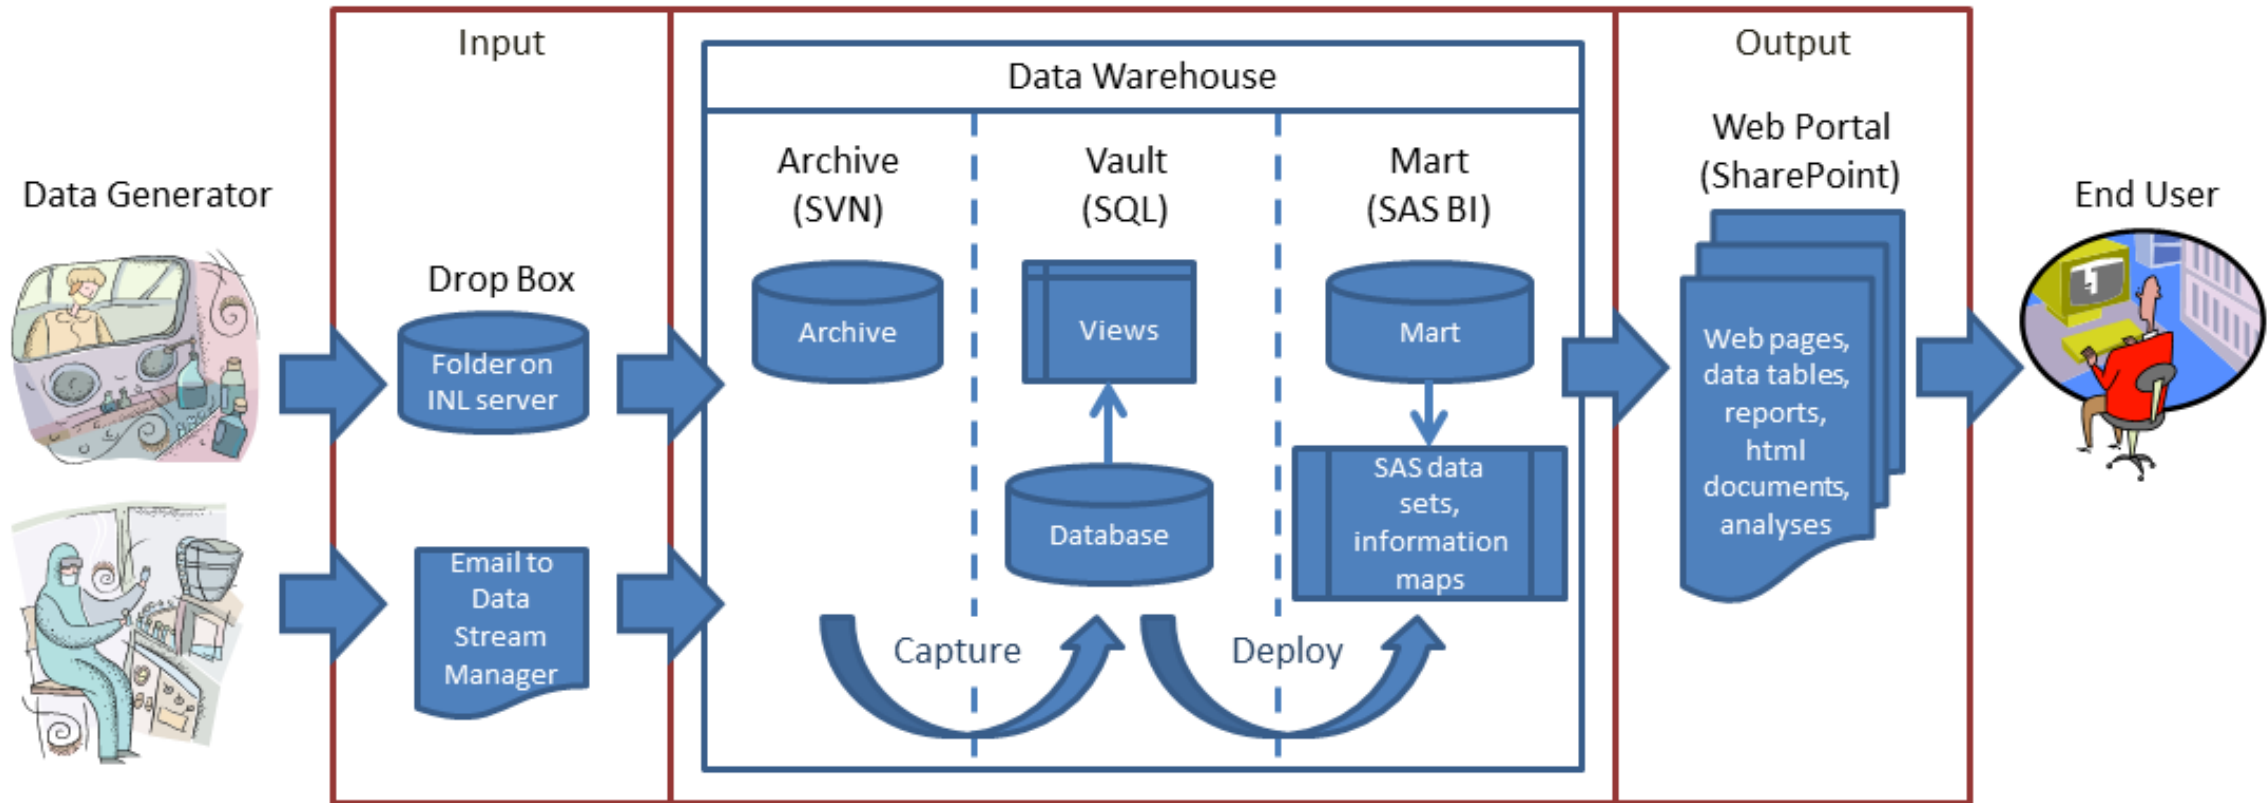 Input
Output
Data Warehouse
Data Generator
Drop Box
Folder on
INL server
Email to
Data
Stream
Manager
Archive
(SVN)
Archive
Vault
(SQL)
Views
Database
Mart
(SAS BI)
Mart
SAS data
sets,
information
maps
Capture
Deploy
Web Portal
(SharePoint)
Web pages,
data tables,
reports,
html
documents,
analyses
End User